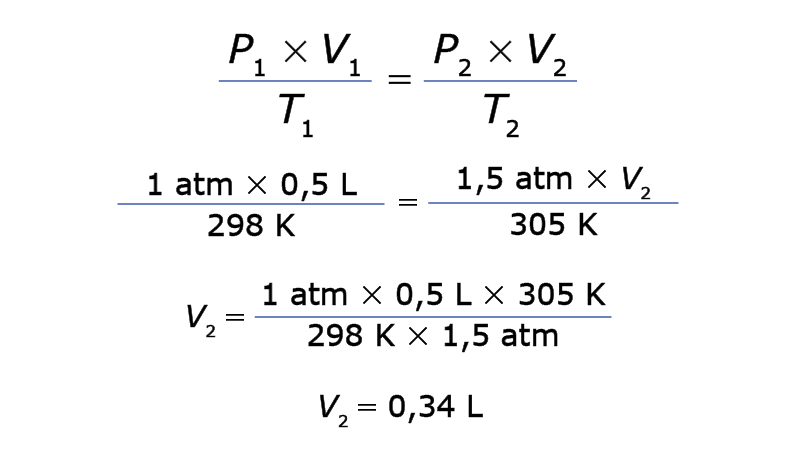 P₁ × V₁ / T₁ = P₂ × V₂ / T₂
1 atm × 0,5 L / 298 K = 1,5 atm × V₂ / 305 K
V₂ = 1 atm × 0,5 L × 305 K / 298 K × 1,5 atm
V₂ = 0,34 L